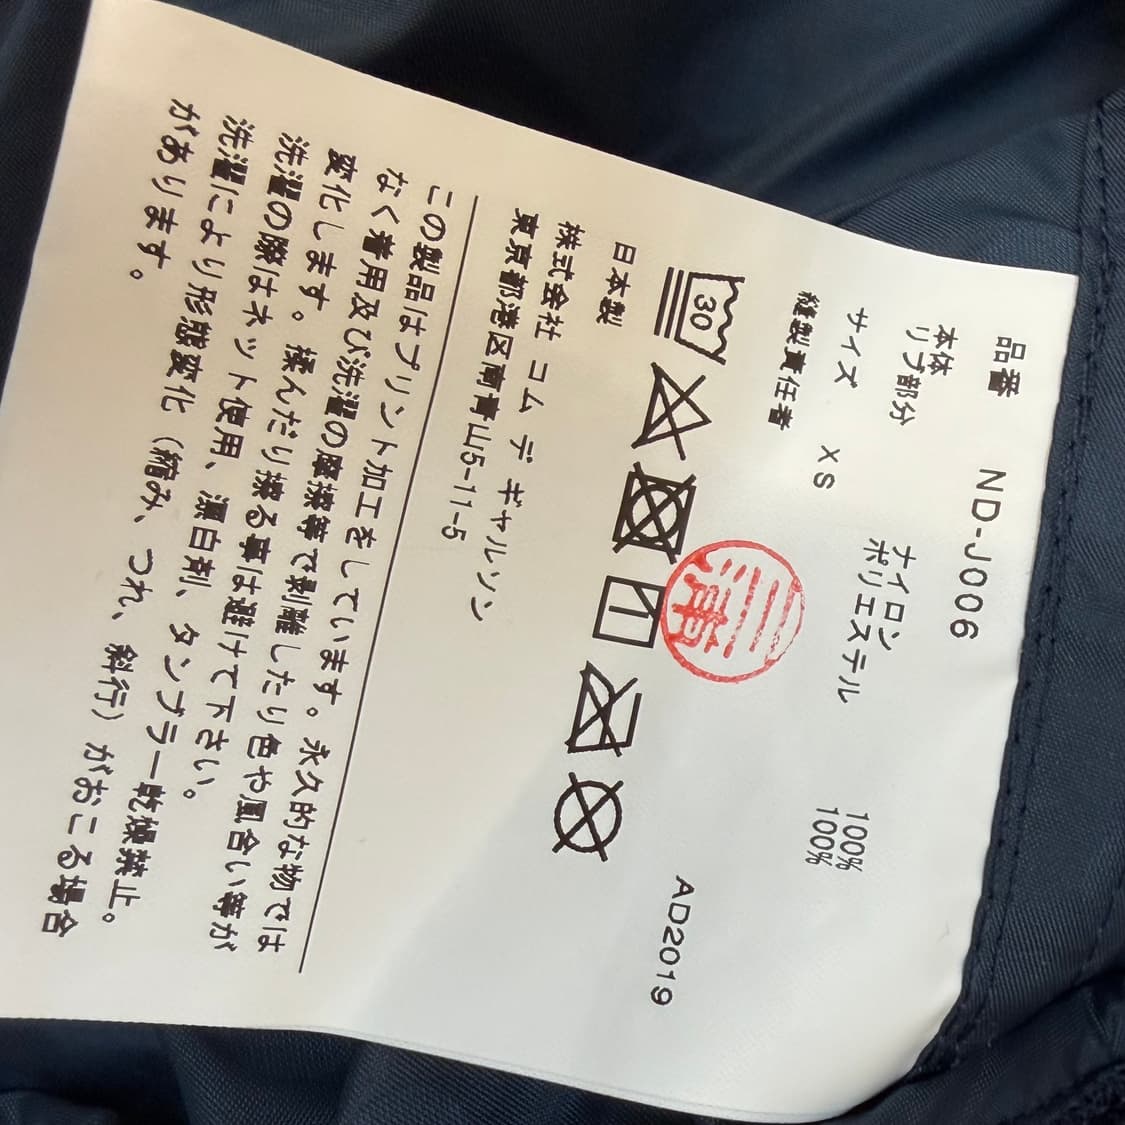 品番 ND-J006
本体 ナイロン 100%
リブ部分 ポリエステル 100%
サイズ XS
縫製責任者
30
AD2019
日本製
株式会社 コム デ ギャルソン
東京都港区南青山5-11-5
この製品はプリント加工をしています。永久的な物では
なく着用及び洗濯の摩擦等で剥離したり色や風合い等が
変化します。揉んだり擦る事は避けて下さい。
洗濯の際はネット使用、漂白剤、タンブラー乾燥禁止。
洗濯により形態変化（縮み、つれ、斜行）がおこる場合
があります。